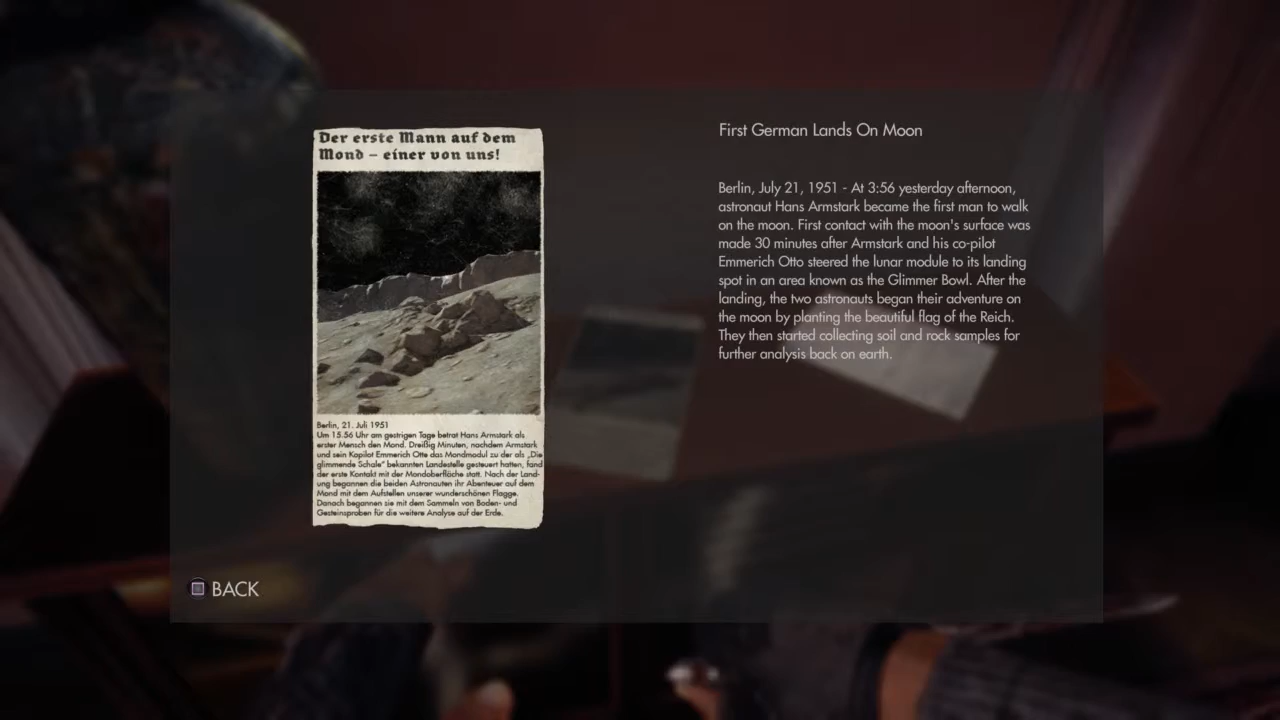 Der erste Mann auf dem
Mond – einer von uns!
Berlin, 21. Juli 1951
Um 15.56 Uhr am gestrigen Tage betrat Hans Armstark als
erster Mensch den Mond. Dreißig Minuten, nachdem Armstark
und sein Kopilot Emmerich Otto das Mondmodul zu der als „Die
glimmende Schale“ bekannten Landestelle gesteuert hatten, fand
der erste Kontakt mit der Mondoberfläche statt. Nach der Land-
ung begannen die beiden Astronauten ihr Abenteuer auf dem
Mond mit dem Aufstellen unserer wunderschönen Flagge.
Danach begannen sie mit dem Sammeln von Boden- und
Gesteinsproben für die weitere Analyse auf der Erde.
First German Lands On Moon
Berlin, July 21, 1951 - At 3:56 yesterday afternoon,
astronaut Hans Armstark became the first man to walk
on the moon. First contact with the moon's surface was
made 30 minutes after Armstark and his co-pilot
Emmerich Otto steered the lunar module to its landing
spot in an area known as the Glimmer Bowl. After the
landing, the two astronauts began their adventure on
the moon by planting the beautiful flag of the Reich.
They then started collecting soil and rock samples for
further analysis back on earth.
BACK